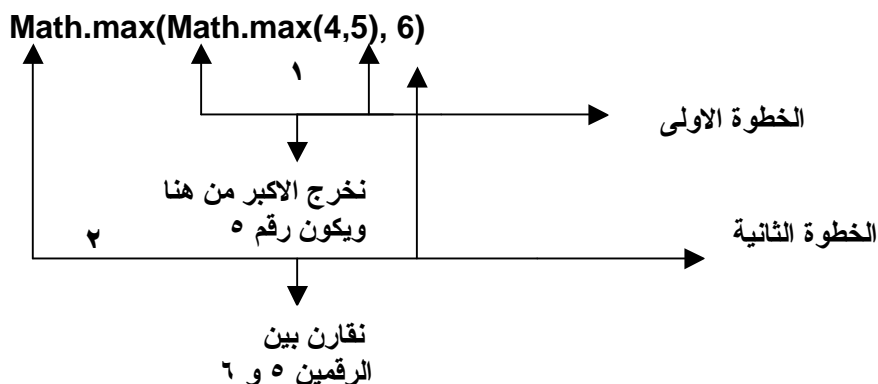 Math.max(Math.max(4,5), 6)
١
الخطوة الاولى
نخرج الاكبر من هنا
ويكون رقم ٥
٢
الخطوة الثانية
نقارن بين
الرقمين ٥ و ٦